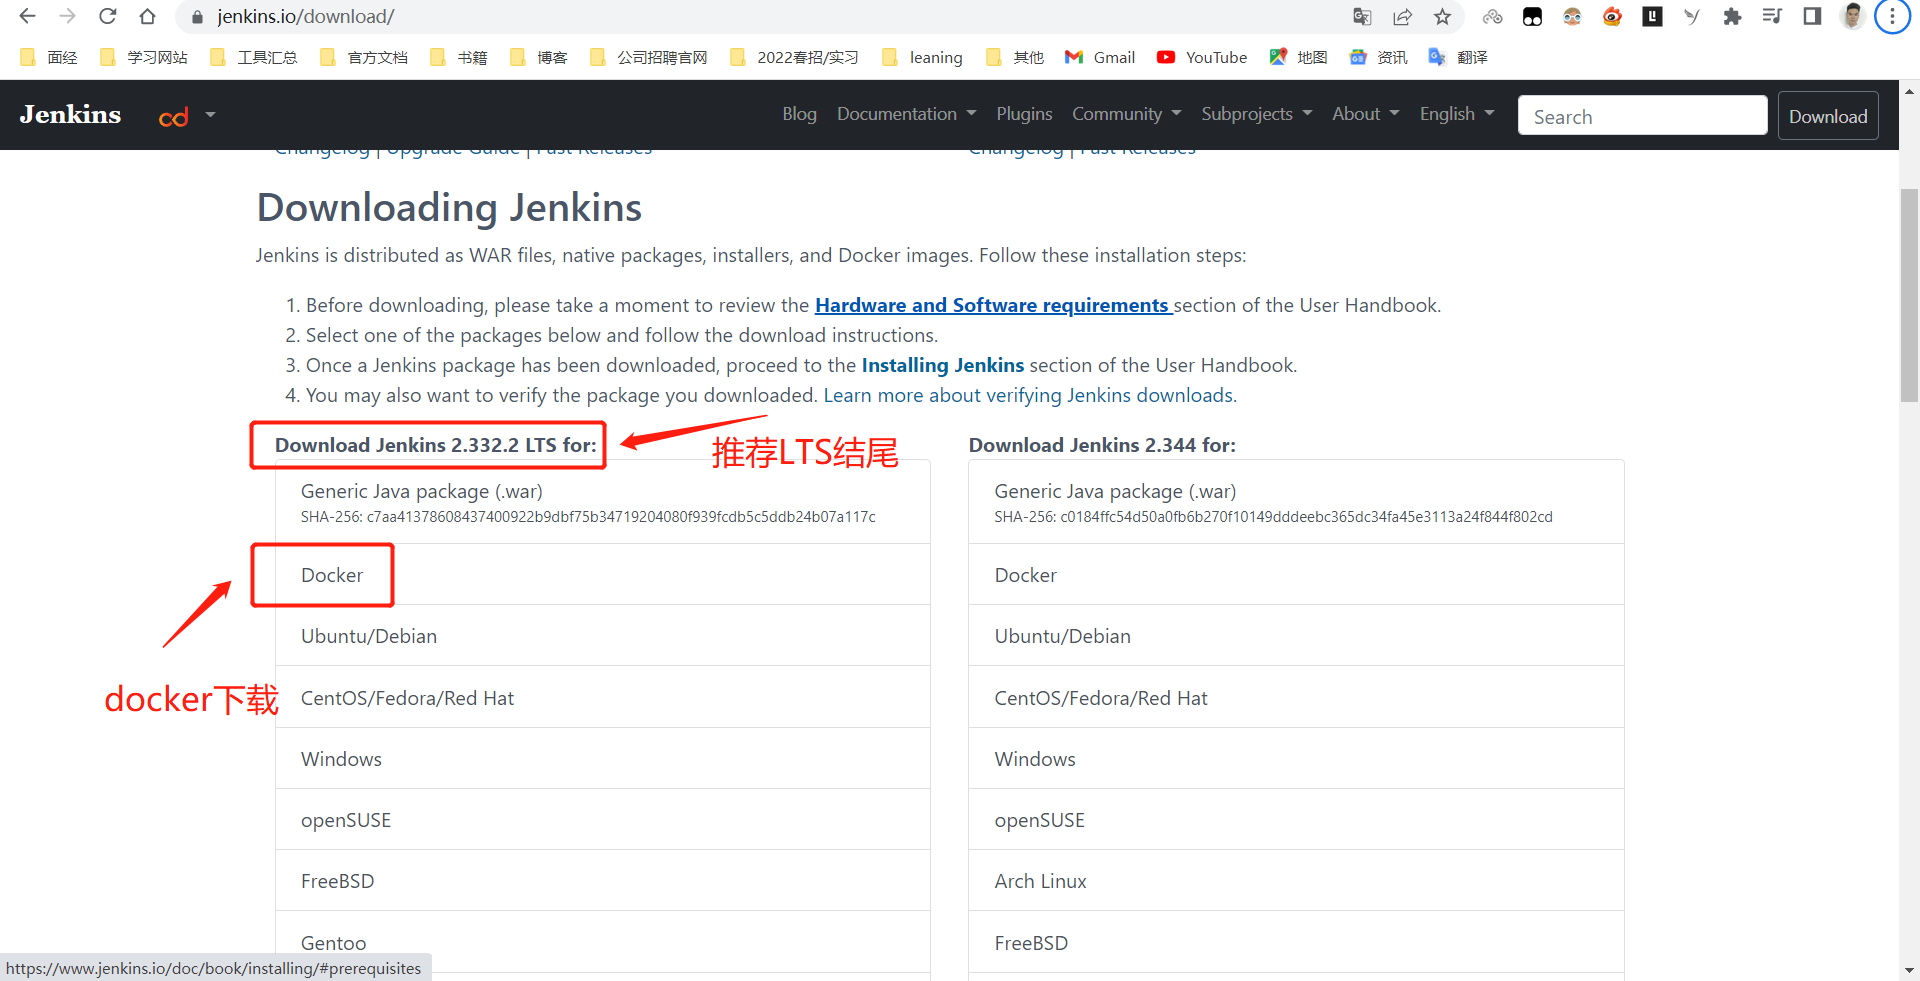 jenkins.io/download/
面经 学习网站 工具汇总 官方文档 书籍 博客 公司招聘官网 2022春招/实习 leaning 其他 Gmail YouTube 地图 资讯 翻译
Jenkins Blog Documentation Plugins Community Subprojects About English Search Download
Changelog | Upgrade Guide | Past Releases
Changelog | Past Releases
Downloading Jenkins
Jenkins is distributed as WAR files, native packages, installers, and Docker images. Follow these installation steps:
1. Before downloading, please take a moment to review the Hardware and Software requirements section of the User Handbook.
2. Select one of the packages below and follow the download instructions.
3. Once a Jenkins package has been downloaded, proceed to the Installing Jenkins section of the User Handbook.
4. You may also want to verify the package you downloaded. Learn more about verifying Jenkins downloads.
Download Jenkins 2.332.2 LTS for:
推荐LTS结尾
Generic Java package (.war)
SHA-256: c7aa41378608437400922b9dbf75b34719204080f939fcdb5c5ddb24b07a117c
Docker
docker下载
Ubuntu/Debian
CentOS/Fedora/Red Hat
Windows
openSUSE
FreeBSD
Gentoo
Download Jenkins 2.344 for:
Generic Java package (.war)
SHA-256: c0184ffc54d50a0fb6b270f10149dddeebc365dc34fa45e3113a24f844f802cd
Docker
Ubuntu/Debian
CentOS/Fedora/Red Hat
Windows
openSUSE
Arch Linux
FreeBSD
https://www.jenkins.io/doc/book/installing/#prerequisites